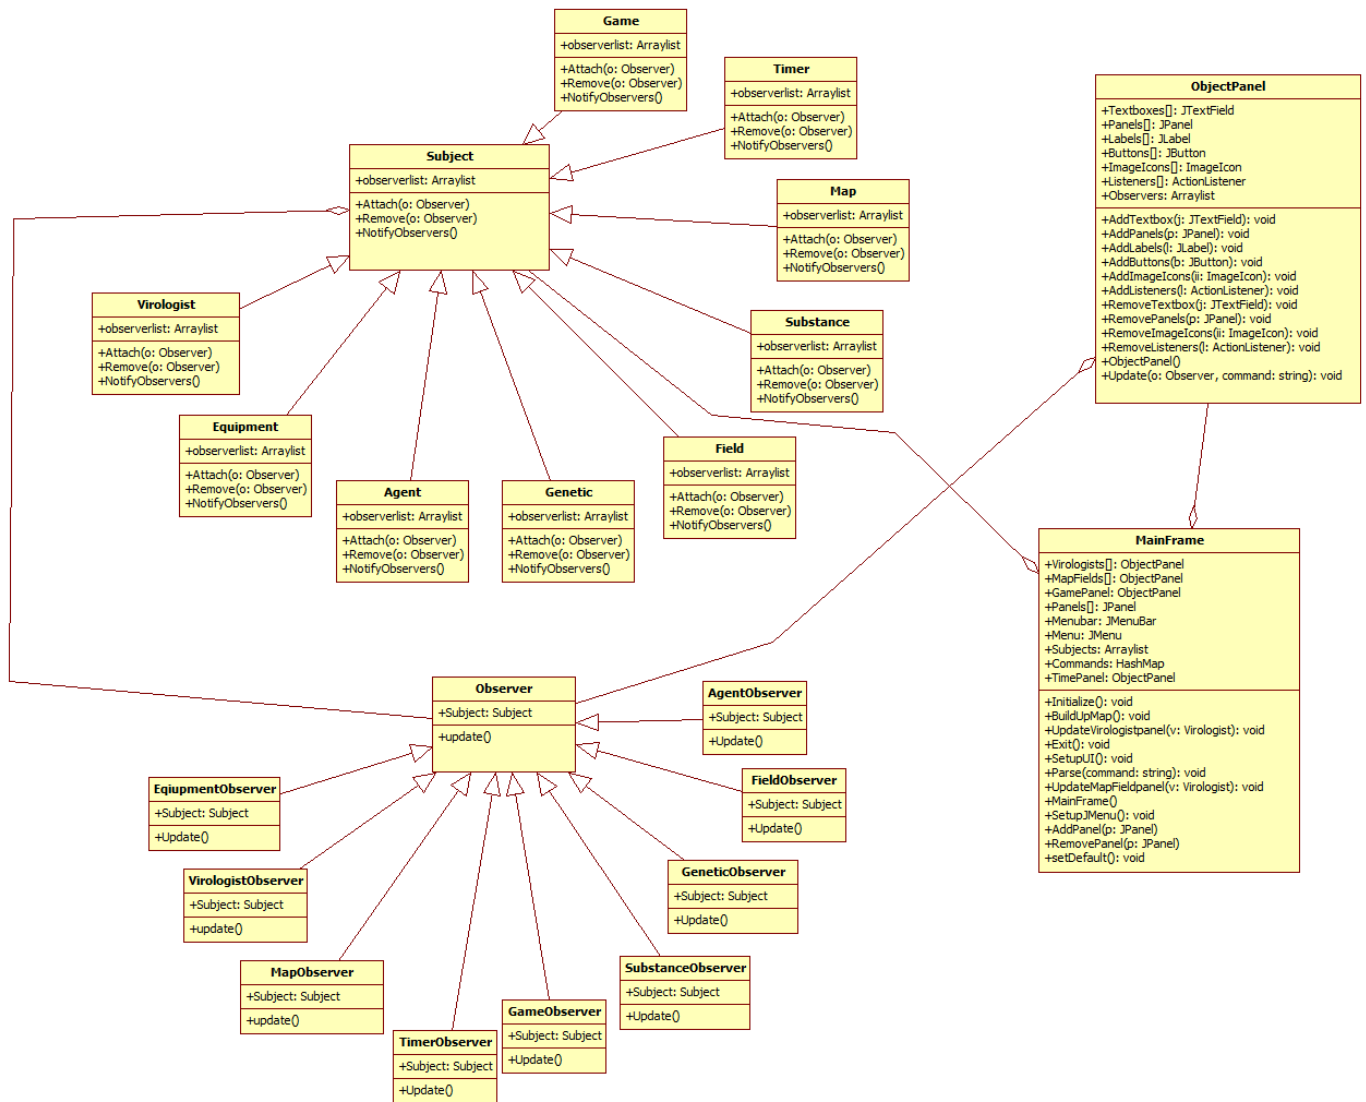 Game
+observerlist: Arraylist
+Attach(o: Observer)
+Remove(o: Observer)
+NotifyObservers()
Timer
+observerlist: Arraylist
+Attach(o: Observer)
+Remove(o: Observer)
+NotifyObservers()
ObjectPanel
+Textboxes[]: JTextField
+Panels[]: JPanel
+Labels[]: JLabel
+Buttons[]: JButton
+ImageIcons[]: ImageIcon
+Listeners[]: ActionListener
+Observers: Arraylist
+AddTextbox(j: JTextField): void
+AddPanels(p: JPanel): void
+AddLabels(l: JLabel): void
+AddButtons(b: JButton): void
+AddImageIcons(ii: ImageIcon): void
+AddListeners(l: ActionListener): void
+RemoveTextbox(j: JTextField): void
+RemovePanels(p: JPanel): void
+RemoveImageIcons(ii: ImageIcon): void
+RemoveListeners(l: ActionListener): void
+ObjectPanel()
+Update(o: Observer, command: string): void
Subject
+observerlist: Arraylist
+Attach(o: Observer)
+Remove(o: Observer)
+NotifyObservers()
Map
+observerlist: Arraylist
+Attach(o: Observer)
+Remove(o: Observer)
+NotifyObservers()
Virologist
+observerlist: Arraylist
+Attach(o: Observer)
+Remove(o: Observer)
+NotifyObservers()
Substance
+observerlist: Arraylist
+Attach(o: Observer)
+Remove(o: Observer)
+NotifyObservers()
Equipment
+observerlist: Arraylist
+Attach(o: Observer)
+Remove(o: Observer)
+NotifyObservers()
Field
+observerlist: Arraylist
+Attach(o: Observer)
+Remove(o: Observer)
+NotifyObservers()
Agent
+observerlist: Arraylist
+Attach(o: Observer)
+Remove(o: Observer)
+NotifyObservers()
Genetic
+observerlist: Arraylist
+Attach(o: Observer)
+Remove(o: Observer)
+NotifyObservers()
MainFrame
+Virologists[]: ObjectPanel
+MapFields[]: ObjectPanel
+GamePanel: ObjectPanel
+Panels[]: JPanel
+Menubar: JMenuBar
+Menu: JMenu
+Subjects: Arraylist
+Commands: HashMap
+TimePanel: ObjectPanel
+Initialize(): void
+BuildUpMap(): void
+UpdateVirologistpanel(v: Virologist): void
+Exit(): void
+SetupUI(): void
+Parse(command: string): void
+UpdateMapFieldpanel(v: Virologist): void
+MainFrame()
+SetupJMenu(): void
+AddPanel(p: JPanel)
+RemovePanel(p: JPanel)
+setDefault(): void
Observer
+Subject: Subject
+update()
AgentObserver
+Subject: Subject
+Update()
EqiupmentObserver
+Subject: Subject
+Update()
FieldObserver
+Subject: Subject
+Update()
VirologistObserver
+Subject: Subject
+update()
GeneticObserver
+Subject: Subject
+Update()
MapObserver
+Subject: Subject
+update()
SubstanceObserver
+Subject: Subject
+Update()
GameObserver
+Subject: Subject
+Update()
TimerObserver
+Subject: Subject
+Update()